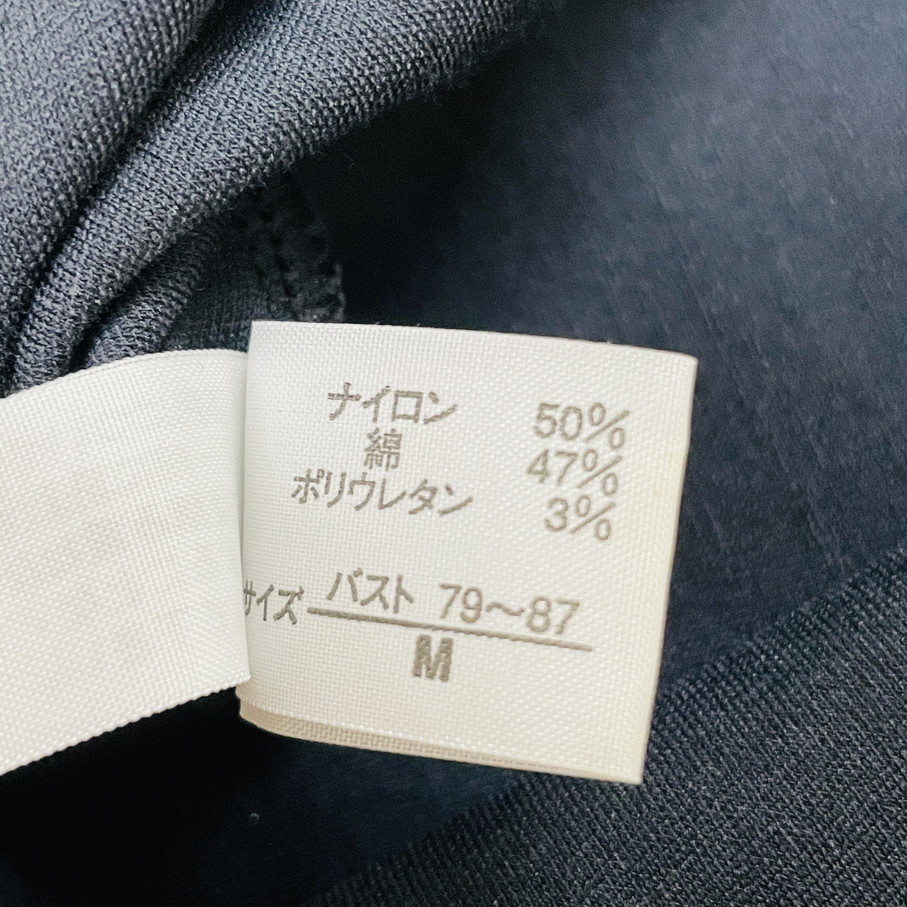 ナイロン 50%
綿 47%
ポリウレタン 3%
サイズ バスト 79～87
M